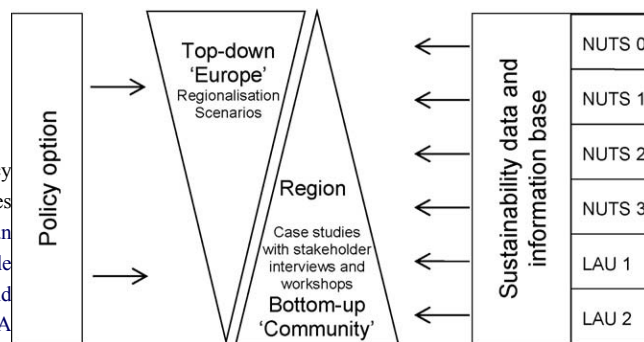 Policy option
Top-down
'Europe'
Regionalisation
Scenarios
Region
Case studies
with stakeholder
interviews and
workshops
Bottom-up
'Community'
Sustainability data and
information base
NUTS 0
NUTS 1
NUTS 2
NUTS 3
LAU 1
LAU 2
A